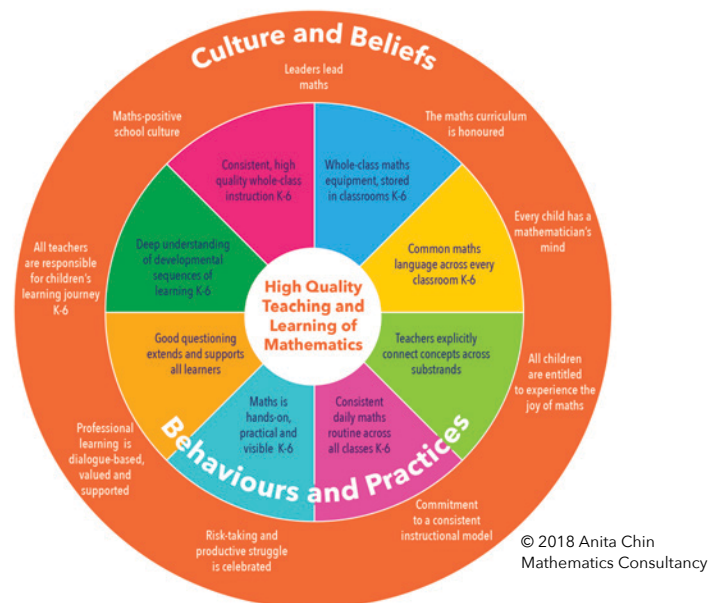 Culture and Beliefs
Leaders lead
maths
The maths curriculum
is honoured
Every child has a
mathematician's
mind
All children
are entitled
to experience the
joy of maths
Commitment
to a consistent
instructional model
Risk-taking and
productive struggle
is celebrated
Professional
learning is
dialogue-based,
valued and
supported
All teachers
are responsible
for children's
learning journey
K-6
Maths-positive
school culture
Consistent, high
quality whole-class
instruction K-6
Whole-class maths
equipment, stored
in classrooms K-6
Common maths
language across every
classroom K-6
Teachers explicitly
connect concepts across
substrands
Consistent
daily maths
routine across
all classes K-6
Maths is
hands-on,
practical and
visible K-6
Good questioning
extends and supports
all learners
Deep understanding
of developmental
sequences of
learning K-6
High Quality
Teaching and
Learning of
Mathematics
Behaviours and Practices
© 2018 Anita Chin
Mathematics Consultancy